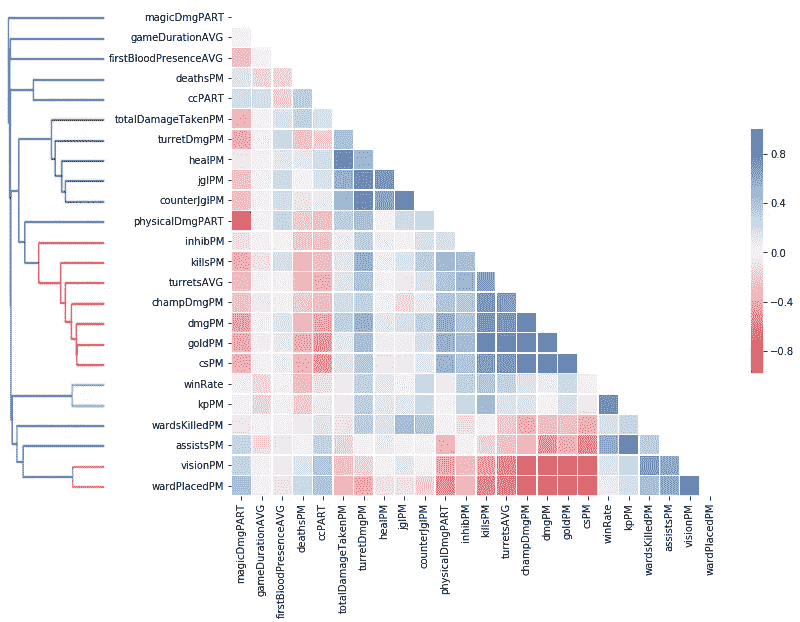 magicDmgPART
gameDurationAVG
firstBloodPresenceAVG
deathsPM
ccPART
totalDamageTakenPM
turretDmgPM
healPM
jglPM
counterJglPM
physicalDmgPART
inhibPM
killsPM
turretsAVG
champDmgPM
dmgPM
goldPM
csPM
winRate
kpPM
wardsKilledPM
assistsPM
visionPM
wardPlacedPM
0.8
0.4
0.0
−0.4
−0.8
magicDmgPART
gameDurationAVG
firstBloodPresenceAVG
deathsPM
ccPART
totalDamageTakenPM
turretDmgPM
healPM
jglPM
counterJglPM
physicalDmgPART
inhibPM
killsPM
turretsAVG
champDmgPM
dmgPM
goldPM
csPM
winRate
kpPM
wardsKilledPM
assistsPM
visionPM
wardPlacedPM